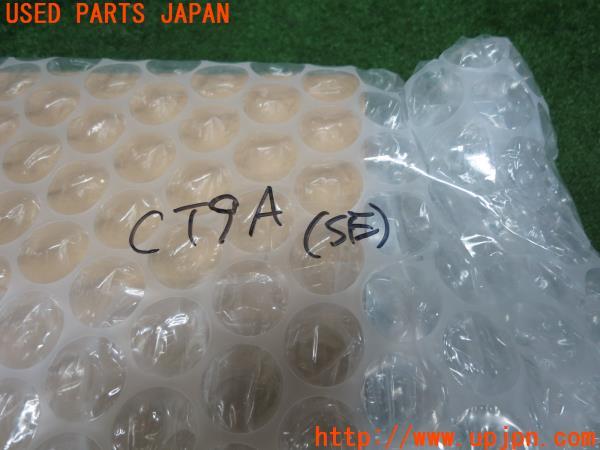 USED PARTS JAPAN
CT9A (SE)
http://www.upjpn.com